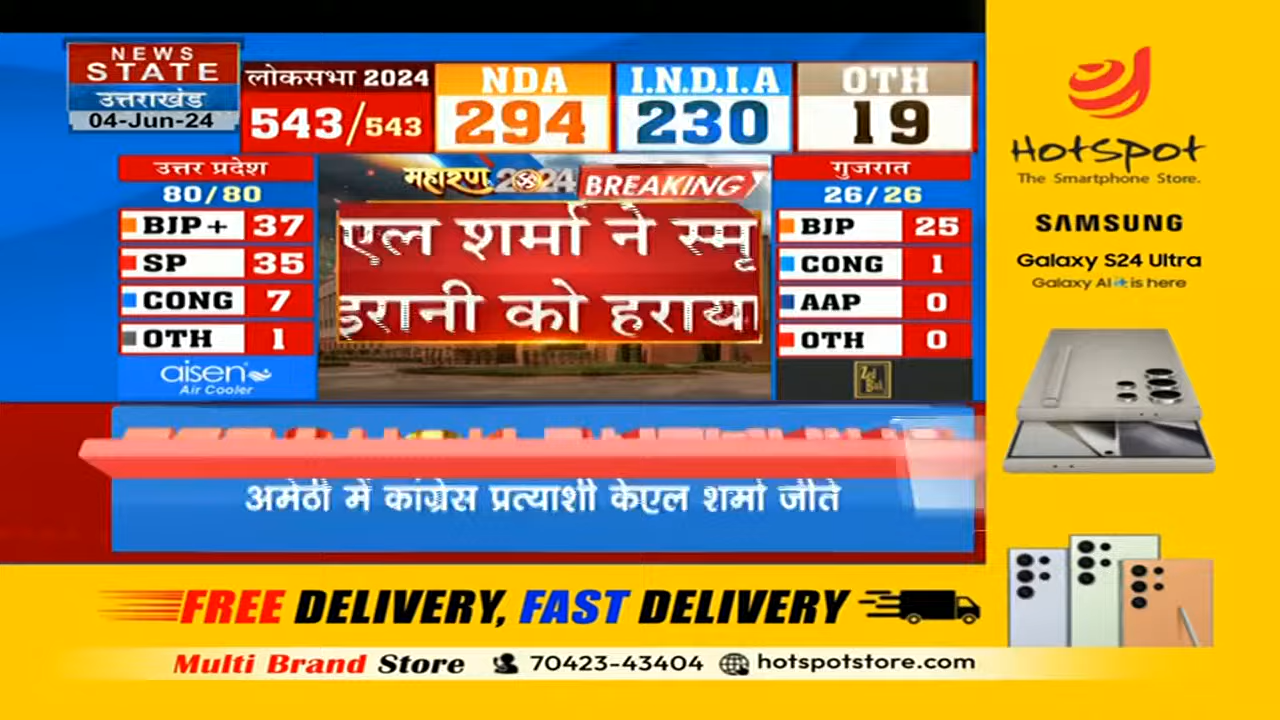 NEWS
STATE
उत्तराखंड
04-Jun-24
लोकसभा 2024
543/543
NDA
294
I.N.D.I.A
230
OTH
19
उत्तर प्रदेश
80/80
BJP+ 37
SP 35
CONG 7
OTH 1
aisen
Air Cooler
महारण 2024 BREAKING
एल शर्मा ने स्मृ
इरानी को हराया
गुजरात
26/26
BJP 25
CONG 1
AAP 0
OTH 0
अमेठी में कांग्रेस प्रत्याशी केएल शर्मा जीते
HOTSPOT
The Smartphone Store.
SAMSUNG
Galaxy S24 Ultra
Galaxy AI is here
FREE DELIVERY, FAST DELIVERY
Multi Brand Store 70423-43404 hotspotstore.com